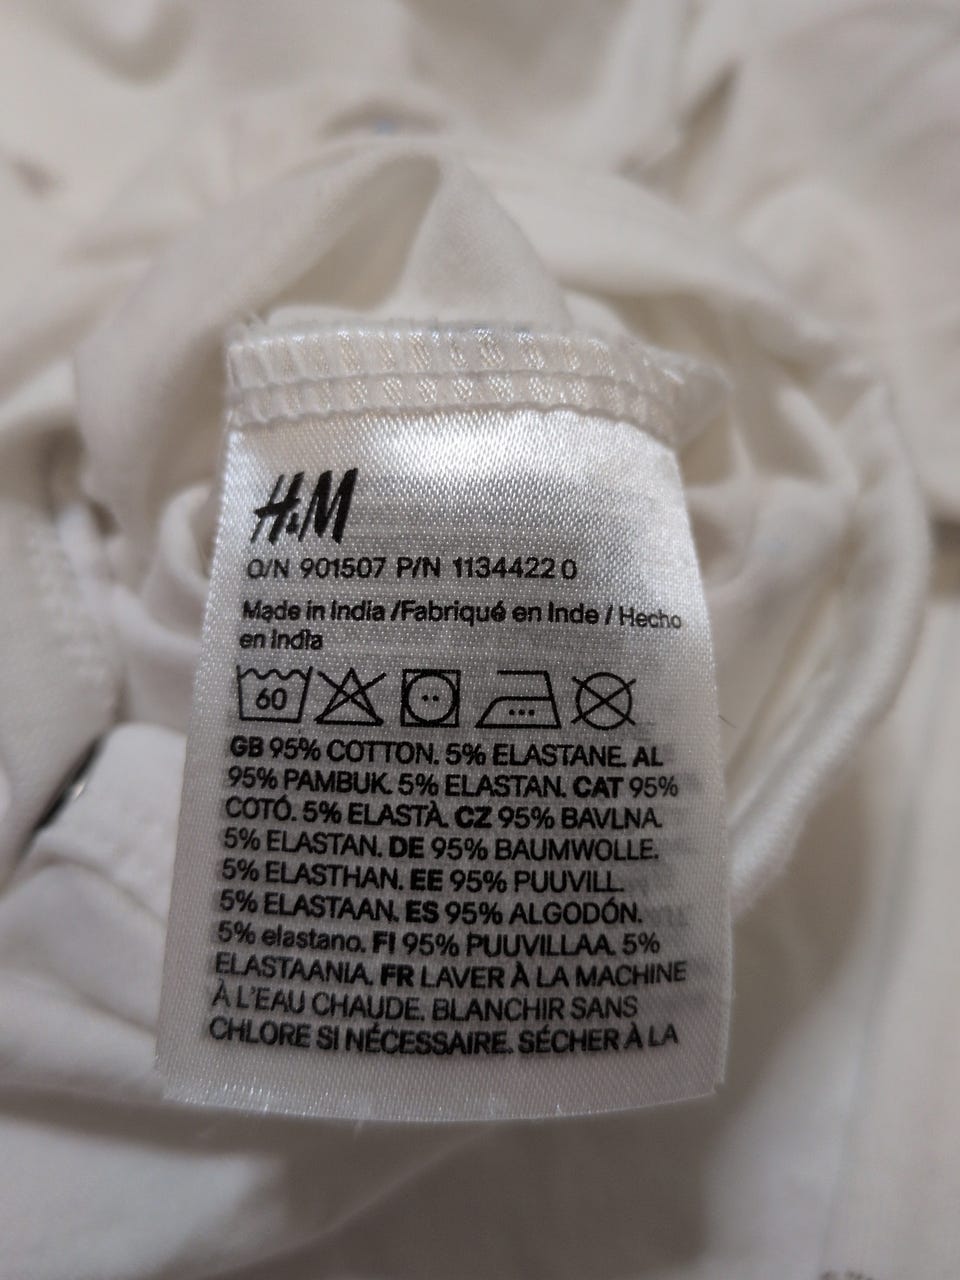 H&M
O/N 901507 P/N 1134422 0
Made in India /Fabriqué en Inde / Hecho
en India
60
GB 95% COTTON. 5% ELASTANE. AL
95% PAMBUK. 5% ELASTAN. CAT 95%
COTÓ. 5% ELASTÀ. CZ 95% BAVLNA.
5% ELASTAN. DE 95% BAUMWOLLE.
5% ELASTHAN. EE 95% PUUVILL.
5% ELASTAAN. ES 95% ALGODÓN.
5% elastano. FI 95% PUUVILLAA. 5%
ELASTAANIA. FR LAVER À LA MACHINE
À L'EAU CHAUDE. BLANCHIR SANS
CHLORE SI NÉCESSAIRE. SÉCHER À LA